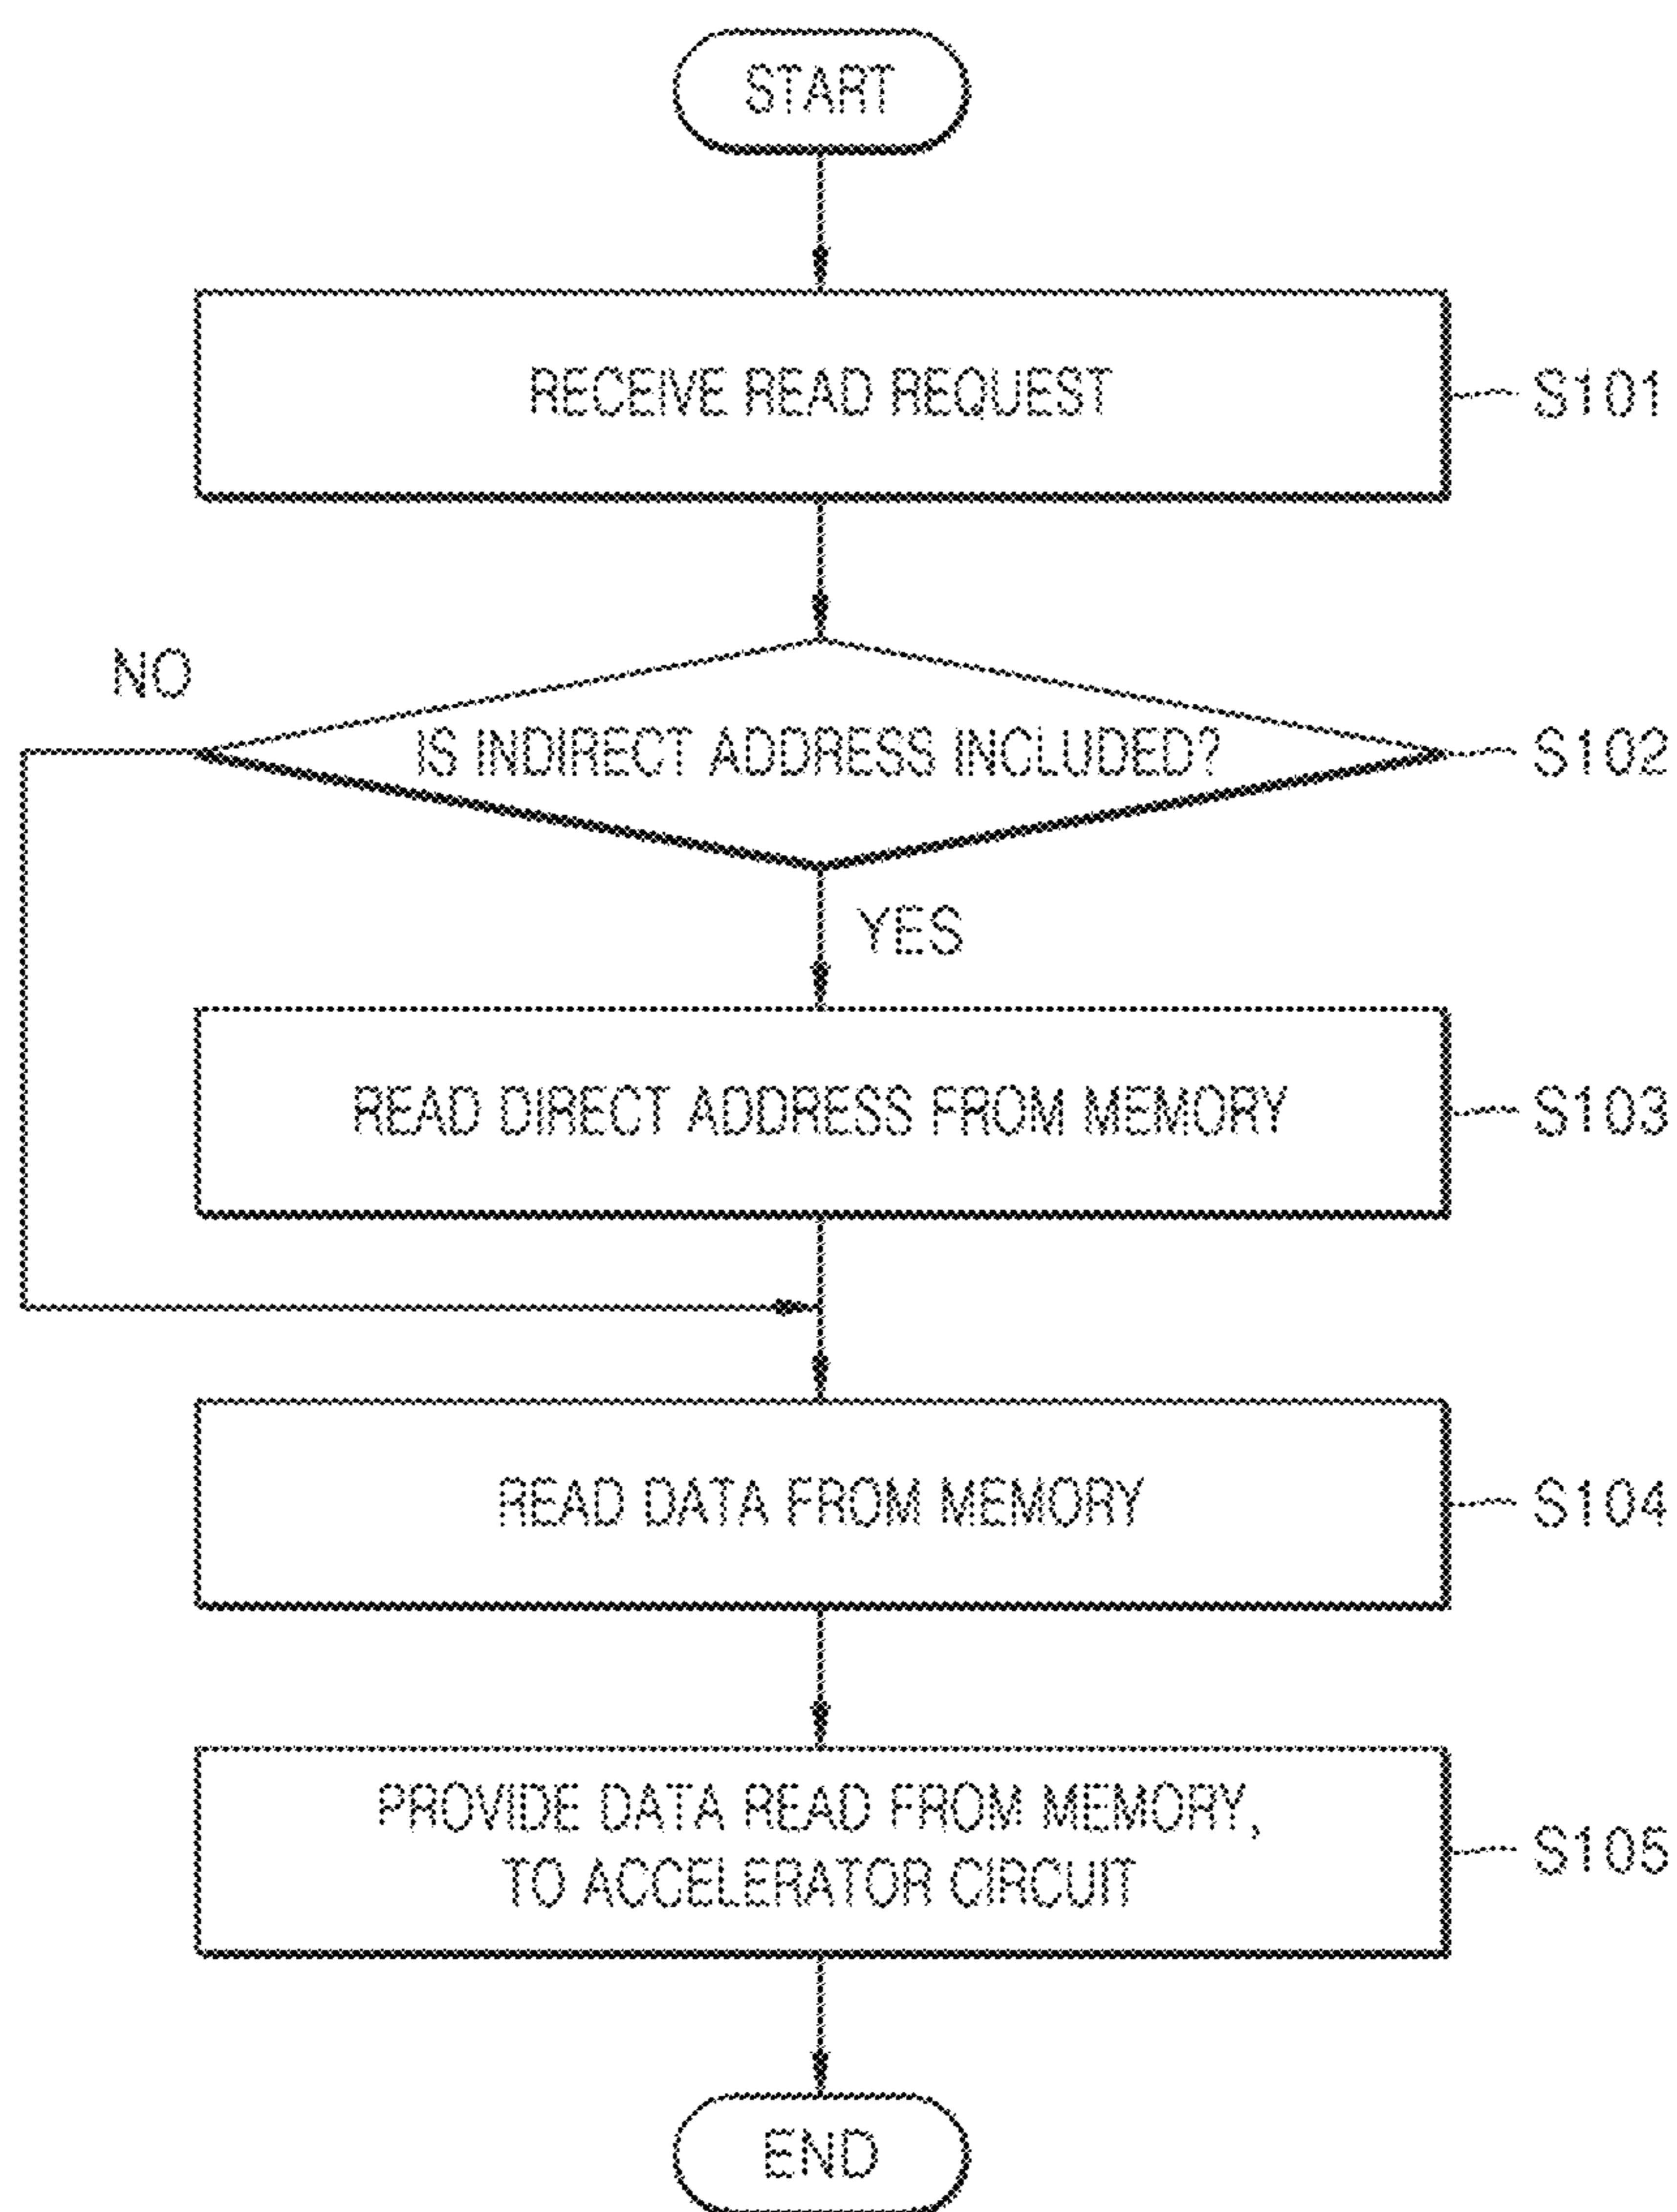 START
RECEIVE READ REQUEST
S101
NO
IS INDIRECT ADDRESS INCLUDED?
S102
YES
READ DIRECT ADDRESS FROM MEMORY
S103
READ DATA FROM MEMORY
S104
PROVIDE DATA READ FROM MEMORY,
TO ACCELERATOR CIRCUIT
S105
END